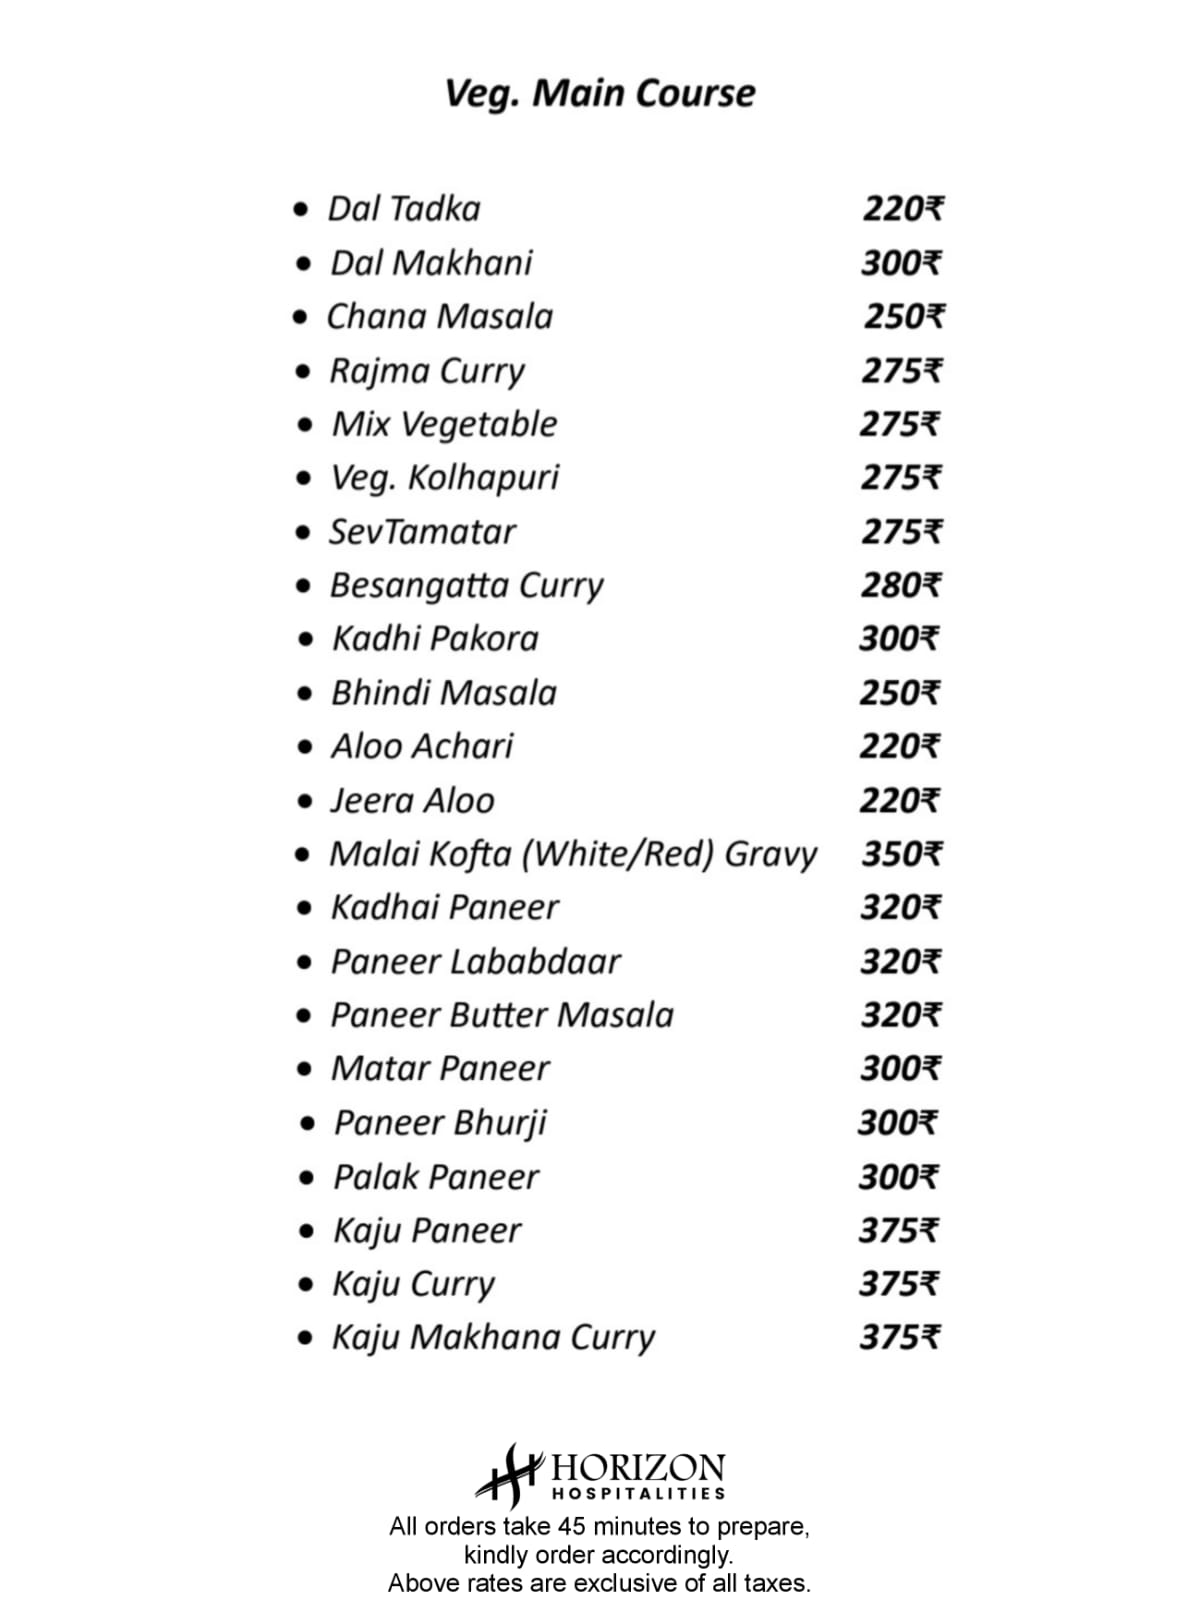 Veg. Main Course
• Dal Tadka 220₹
• Dal Makhani 300₹
• Chana Masala 250₹
• Rajma Curry 275₹
• Mix Vegetable 275₹
• Veg. Kolhapuri 275₹
• SevTamatar 275₹
• Besangatta Curry 280₹
• Kadhi Pakora 300₹
• Bhindi Masala 250₹
• Aloo Achari 220₹
• Jeera Aloo 220₹
• Malai Kofta (White/Red) Gravy 350₹
• Kadhai Paneer 320₹
• Paneer Lababdaar 320₹
• Paneer Butter Masala 320₹
• Matar Paneer 300₹
• Paneer Bhurji 300₹
• Palak Paneer 300₹
• Kaju Paneer 375₹
• Kaju Curry 375₹
• Kaju Makhana Curry 375₹
HORIZON
HOSPITALITIES
All orders take 45 minutes to prepare,
kindly order accordingly.
Above rates are exclusive of all taxes.